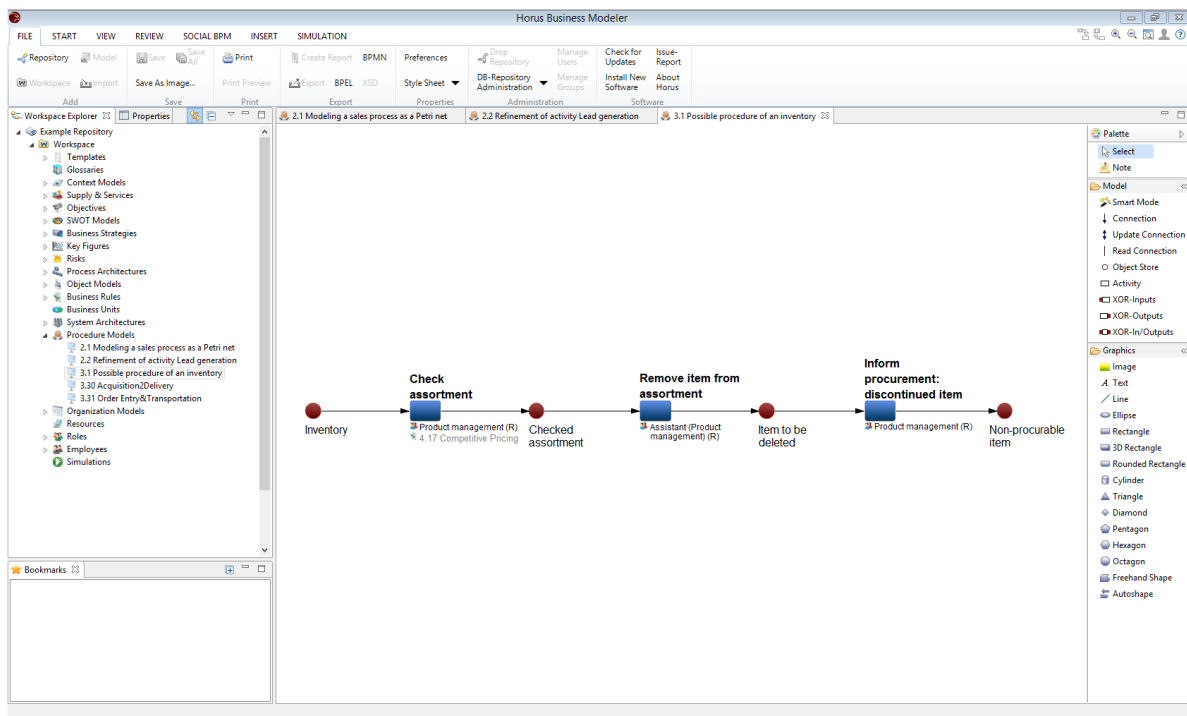 Horus Business Modeler
FILE START VIEW REVIEW SOCIAL BPM INSERT SIMULATION
Repository Model Save Save All Print Create Report BPMN Preferences Drop Repository Manage Users Check for Updates Issue-Report
Workspace Import Save As Image... Print Preview Export BPEL XSD Style Sheet DB-Repository Administration Manage Groups Install New Software About Horus
Add Save Print Export Properties Administration Software
Workspace Explorer Properties
2.1 Modeling a sales process as a Petri net 2.2 Refinement of activity Lead generation 3.1 Possible procedure of an inventory
Example Repository
Workspace
Templates
Glossaries
Context Models
Supply & Services
Objectives
SWOT Models
Business Strategies
Key Figures
Risks
Process Architectures
Object Models
Business Rules
Business Units
System Architectures
Procedure Models
2.1 Modeling a sales process as a Petri net
2.2 Refinement of activity Lead generation
3.1 Possible procedure of an inventory
3.30 Acquisition2Delivery
3.31 Order Entry&Transportation
Organization Models
Resources
Roles
Employees
Simulations
Bookmarks
Inventory
Check
assortment
Product management (R)
4.17 Competitive Pricing
Checked
assortment
Remove item from
assortment
Assistant (Product
management) (R)
Item to be
deleted
Inform
procurement:
discontinued item
Product management (R)
Non-procurable
item
Palette
Select
Note
Model
Smart Mode
Connection
Update Connection
Read Connection
Object Store
Activity
XOR-Inputs
XOR-Outputs
XOR-In/Outputs
Graphics
Image
A Text
Line
Ellipse
Rectangle
3D Rectangle
Rounded Rectangle
Cylinder
Triangle
Diamond
Pentagon
Hexagon
Octagon
Freehand Shape
Autoshape